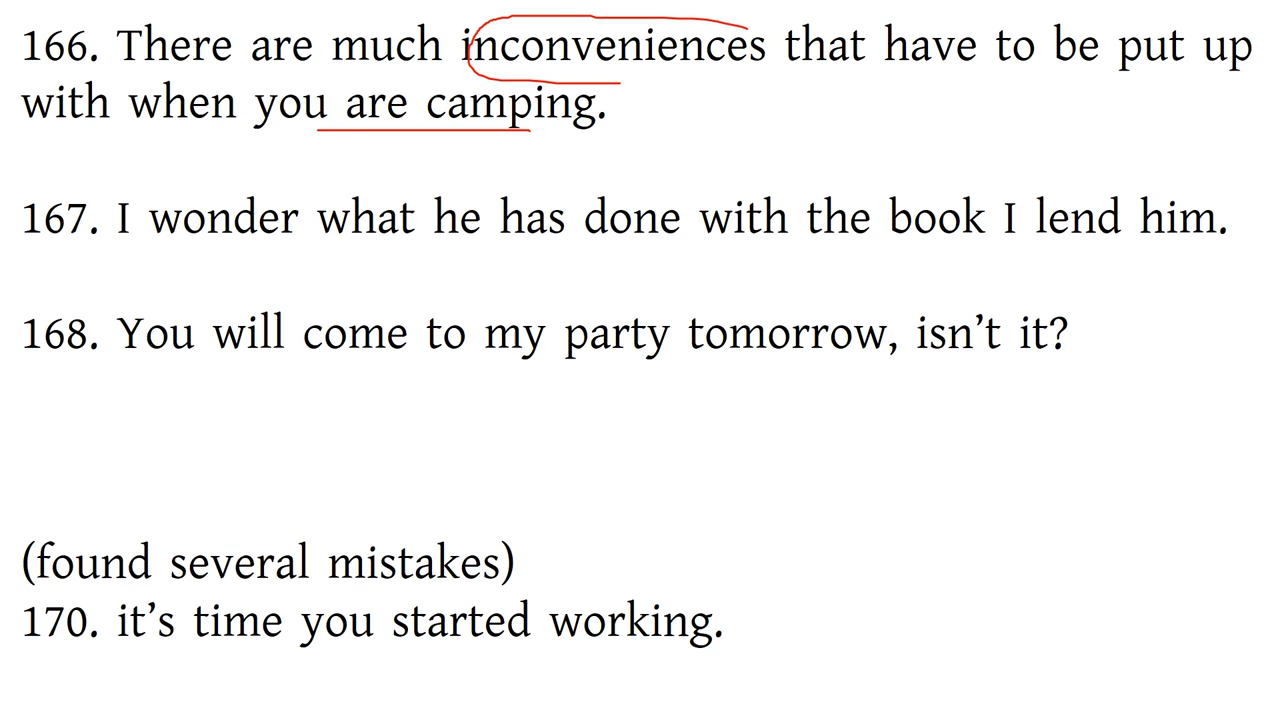 166. There are much inconveniences that have to be put up
with when you are camping.
167. I wonder what he has done with the book I lend him.
168. You will come to my party tomorrow, isn’t it?
(found several mistakes)
170. it’s time you started working.